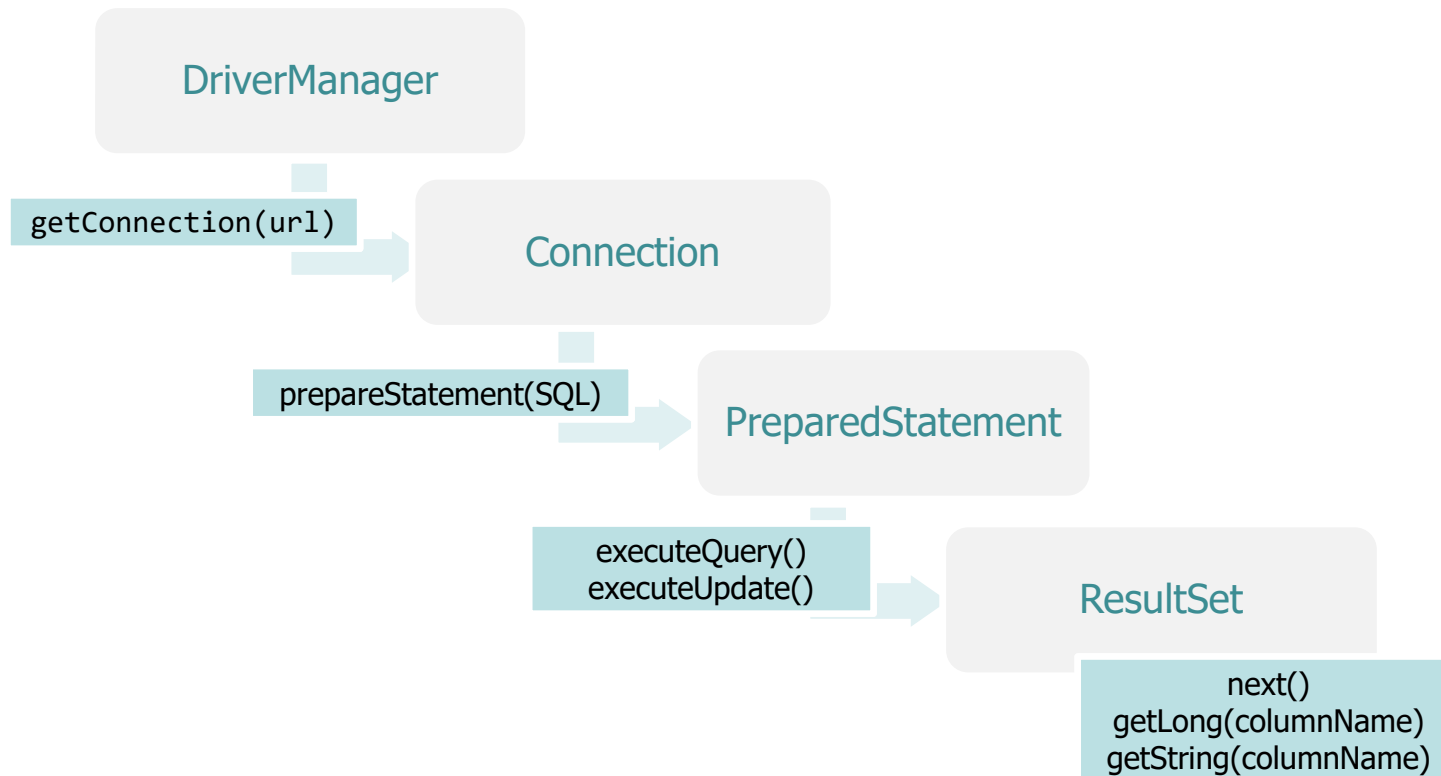 DriverManager
getConnection(url)
Connection
prepareStatement(SQL)
PreparedStatement
executeQuery()
executeUpdate()
ResultSet
next()
getLong(columnName)
getString(columnName)